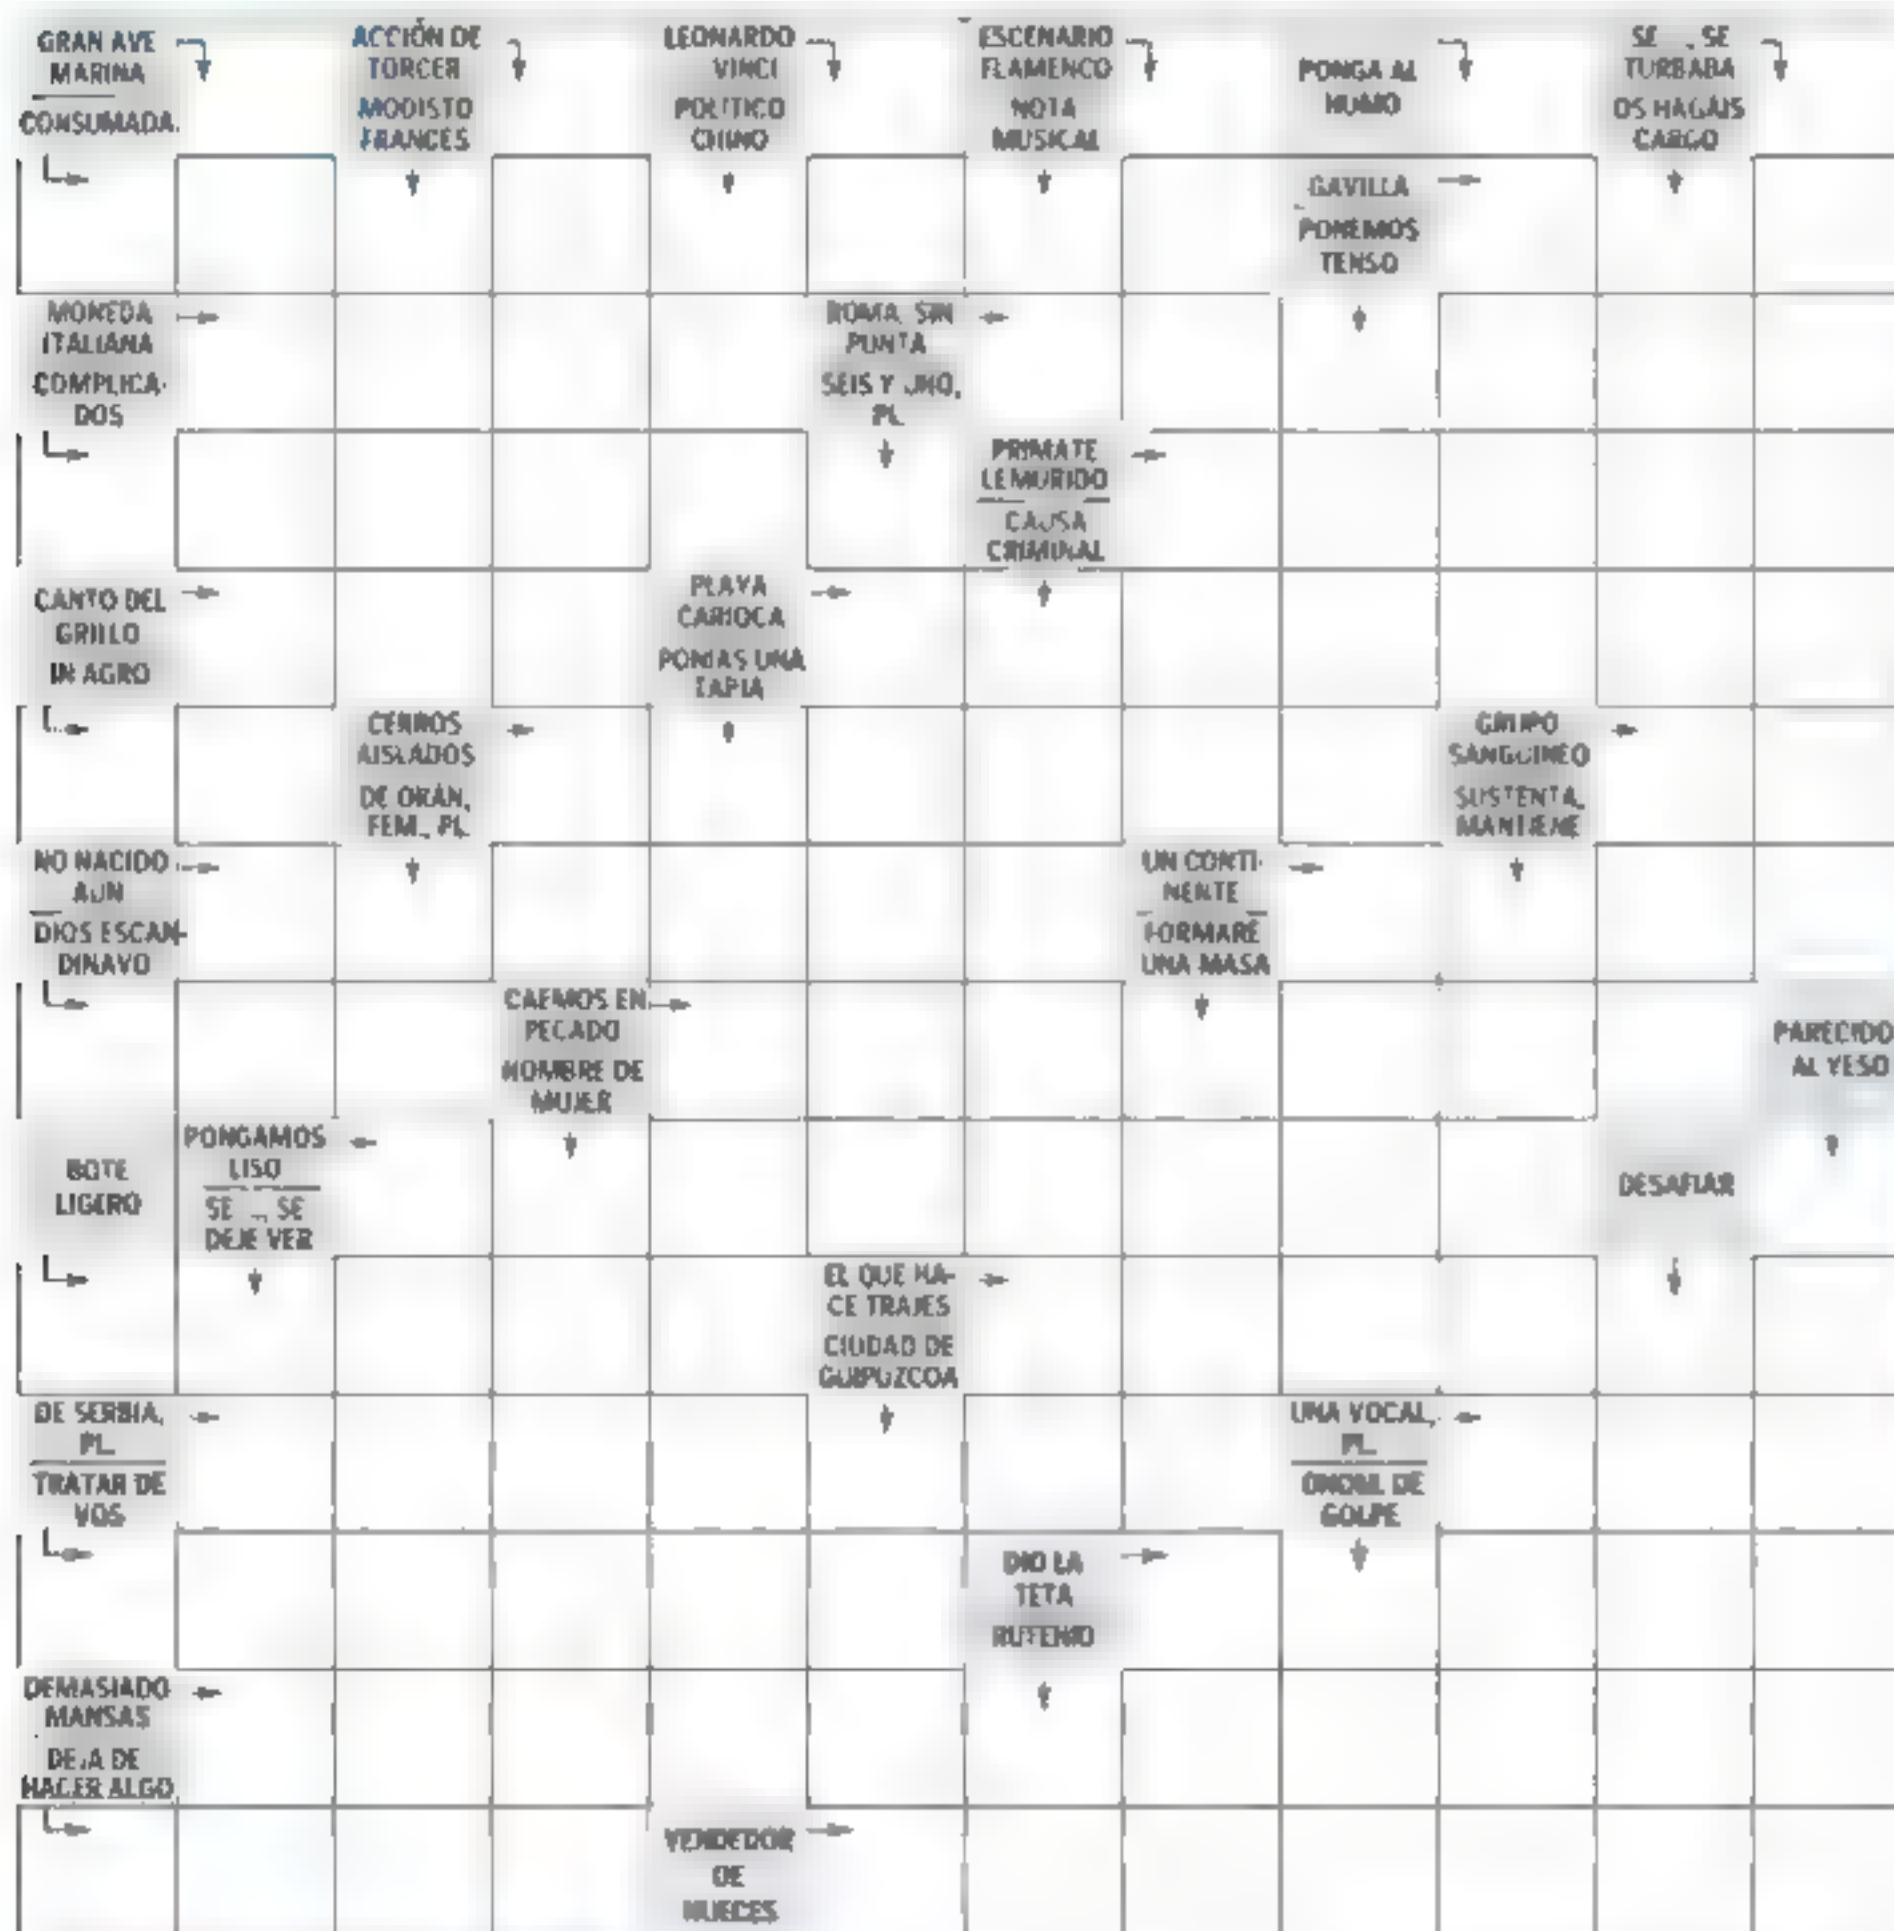 GRAN AVE
MARINA
CONSUMADA
ACCIÓN DE
TORCER
MODISTO
FRANCÉS
LEONARDO
VINCI
POLÍTICO
CHINO
ESCENARIO
FLAMENCO
NOTA
MUSICAL
PONGA AL
HUMO
SE ..., SE
TURBABA
OS HAGÁIS
CARGO
GAVILLA
PONEMOS
TENSO
MONEDA
ITALIANA
COMPLICA-
DOS
ROMA, SIN
PUNTA
SEIS Y UNO,
PL.
PRIMATE
LEMÚRIDO
CAUSA
CRIMINAL
CANTO DEL
GRILLO
IN AGRO
PLAYA
CARIOCA
PONÍAS UNA
TAPIA
CERROS
AISLADOS
DE ORÁN,
FEM., PL.
GRUPO
SANGUÍNEO
SUSTENTA,
MANTIENE
NO NACIDO
AÚN
DIOS ESCAN-
DINAVO
UN CONTI-
NENTE
FORMARÉ
UNA MASA
CAEMOS EN
PECADO
NOMBRE DE
MUJER
PARECIDO
AL YESO
BOTE
LIGERO
PONGAMOS
LISO
SE ..., SE
DEJE VER
DESAFIAR
EL QUE HA-
CE TRAJES
CIUDAD DE
GUIPÚZCOA
DE SERBIA,
PL.
TRATAR DE
VOS
UNA VOCAL,
PL.
ONOM. DE
GOLPE
DIO LA
TETA
RUTENIO
DEMASIADO
MANSAS
DEJA DE
HACER ALGO
VENDEDOR
DE
NUECES